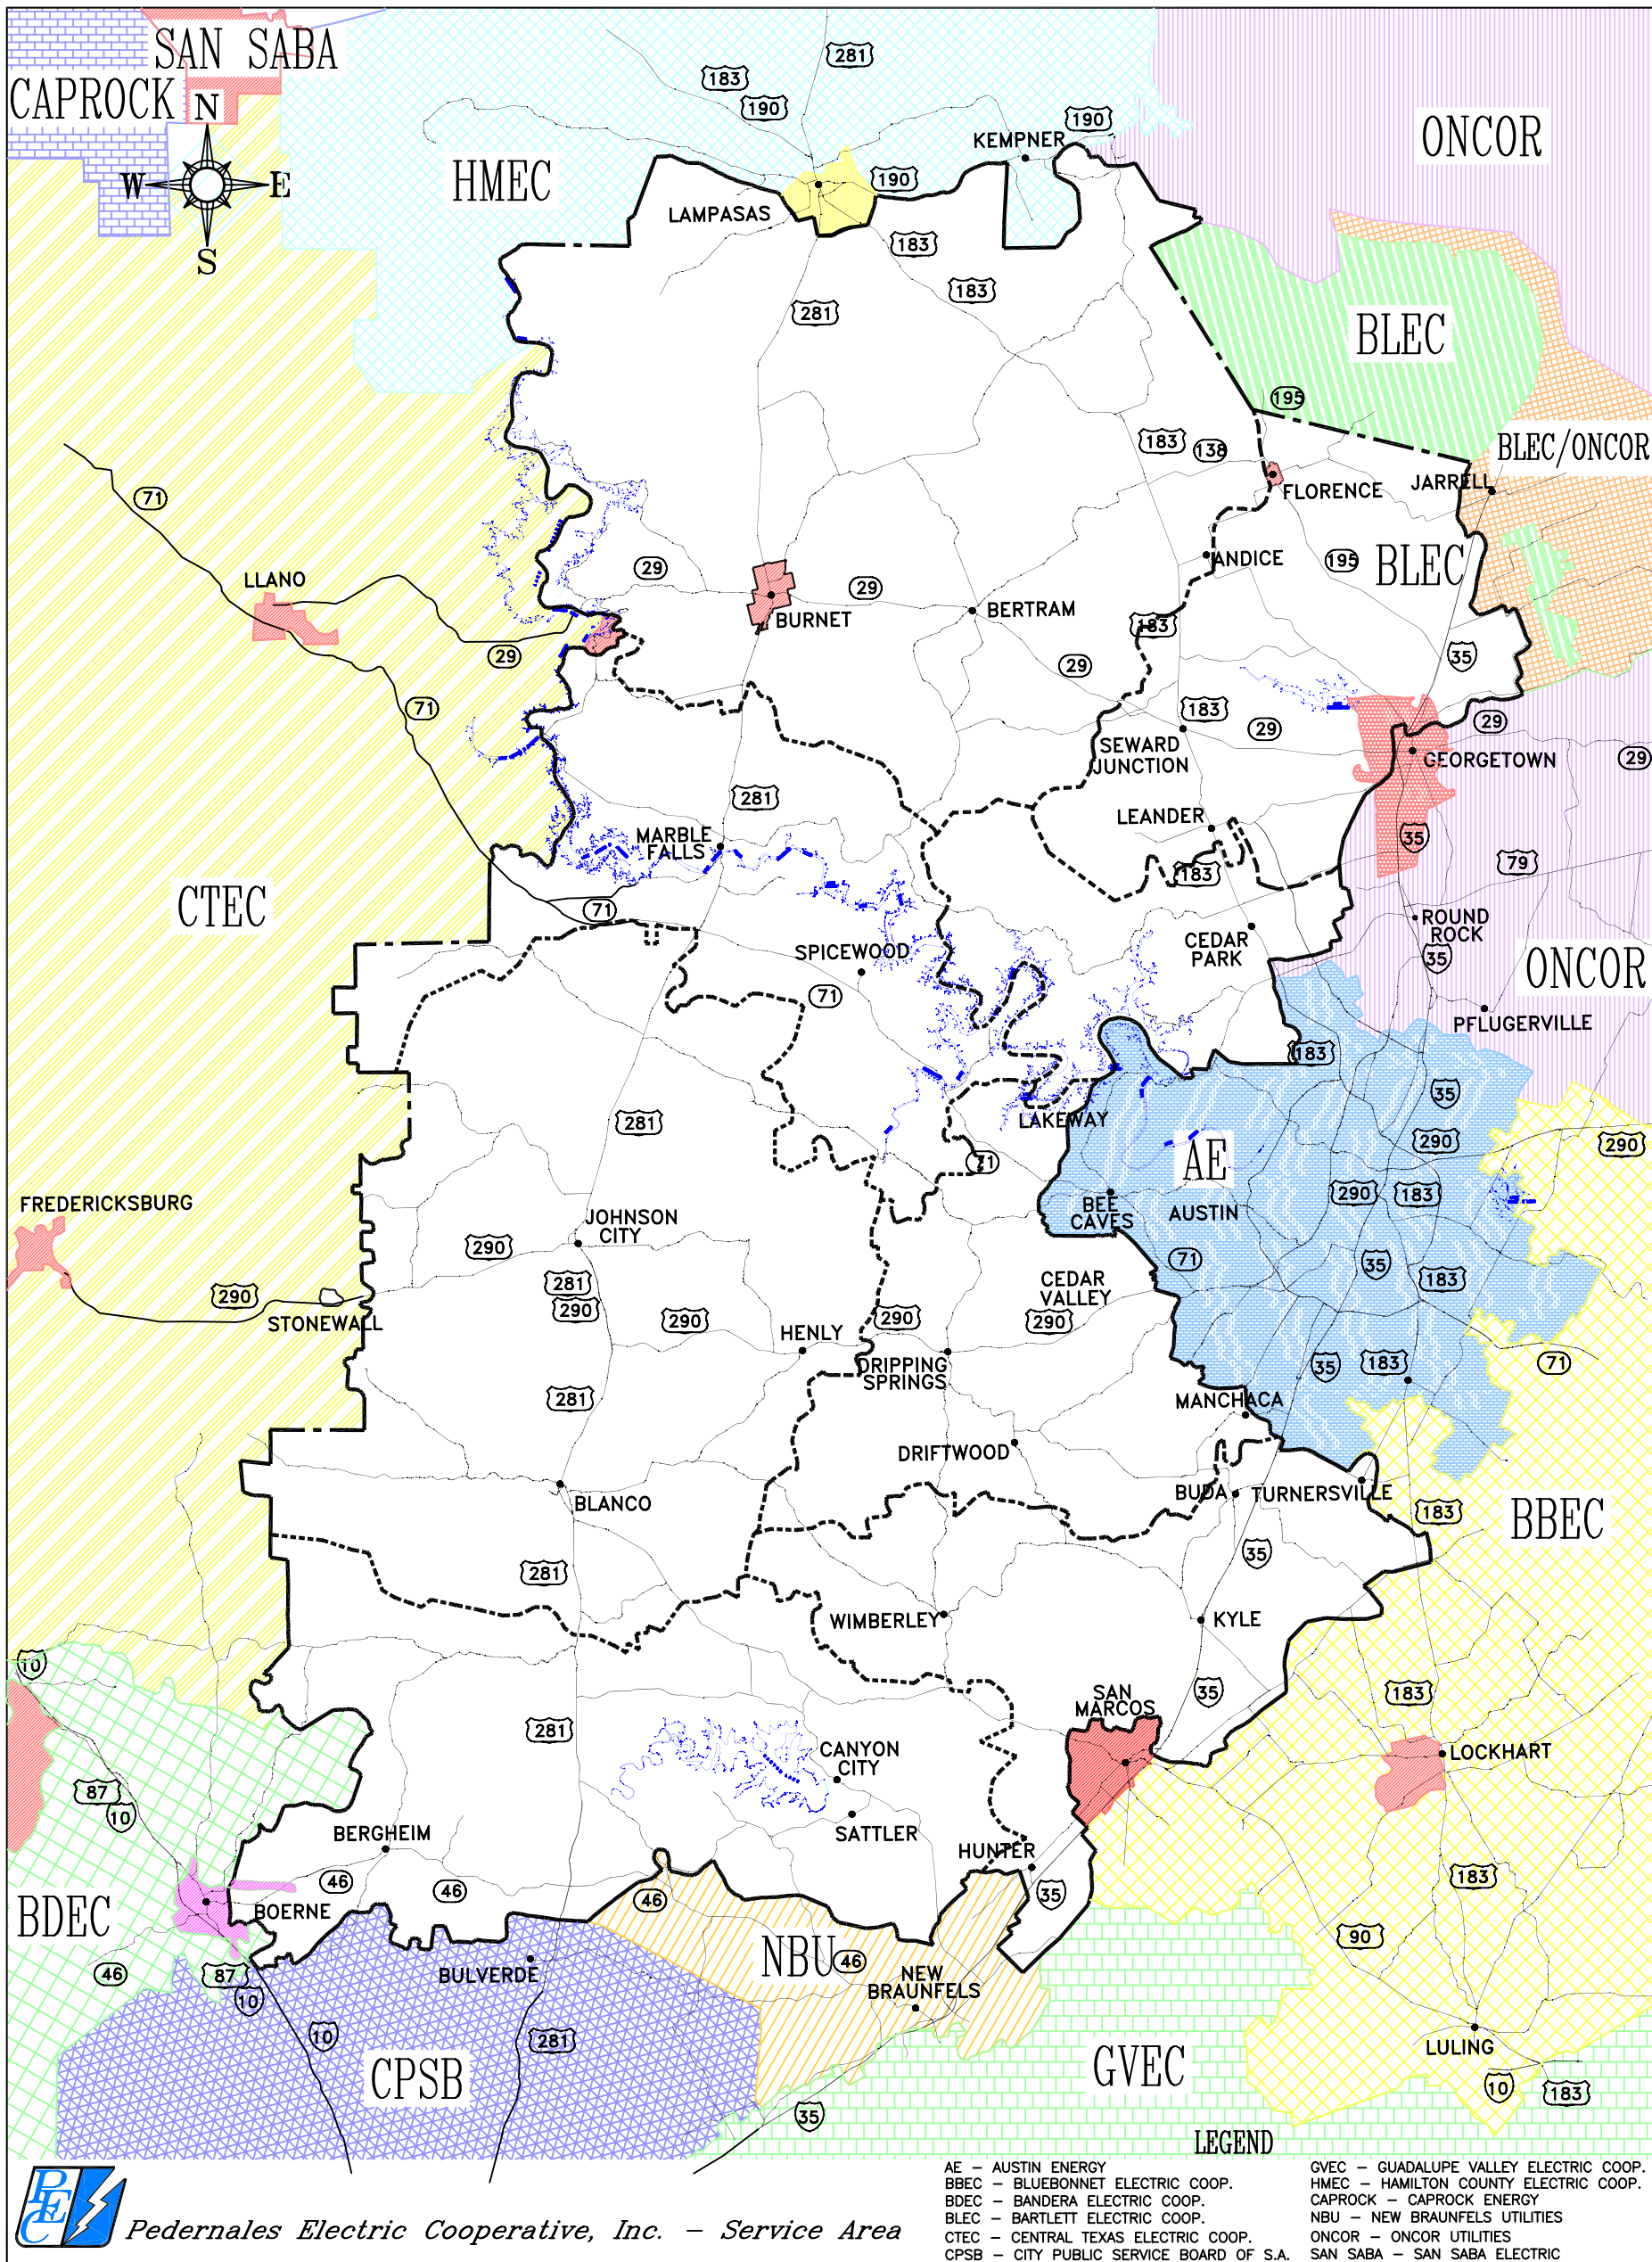 SAN SABA
CAPROCK
N
W
E
S
281
183
190
190
KEMPNER
ONCOR
HMEC
190
LAMPASAS
183
183
281
BLEC
195
183
138
BLEC/ONCOR
JARRELL
FLORENCE
71
ANDICE
195
BLEC
LLANO
29
29
BURNET
BERTRAM
183
35
29
29
71
183
29
29
SEWARD
JUNCTION
GEORGETOWN
29
281
LEANDER
MARBLE
FALLS
35
79
183
CTEC
71
ROUND
ROCK
CEDAR
PARK
35
SPICEWOOD
ONCOR
71
PFLUGERVILLE
183
35
281
LAKEWAY
290
290
71
AE
FREDERICKSBURG
BEE
CAVES
AUSTIN
290
183
JOHNSON
CITY
290
71
35
183
281
290
CEDAR
VALLEY
290
290
290
290
STONEWALL
HENLY
DRIPPING
SPRINGS
35
183
71
281
MANCHACA
DRIFTWOOD
BLANCO
BUDA
TURNERSVILLE
183
BBEC
35
281
WIMBERLEY
KYLE
10
183
35
SAN
MARCOS
281
CANYON
CITY
LOCKHART
87
10
BERGHEIM
SATTLER
HUNTER
183
46
46
46
35
BDEC
BOERNE
90
NBU
46
46
87
BULVERDE
NEW
BRAUNFELS
10
10
281
LULING
GVEC
CPSB
10
183
35
LEGEND
AE – AUSTIN ENERGY
BBEC – BLUEBONNET ELECTRIC COOP.
BDEC – BANDERA ELECTRIC COOP.
BLEC – BARTLETT ELECTRIC COOP.
CTEC – CENTRAL TEXAS ELECTRIC COOP.
CPSB – CITY PUBLIC SERVICE BOARD OF S.A.
GVEC – GUADALUPE VALLEY ELECTRIC COOP.
HMEC – HAMILTON COUNTY ELECTRIC COOP.
CAPROCK – CAPROCK ENERGY
NBU – NEW BRAUNFELS UTILITIES
ONCOR – ONCOR UTILITIES
SAN SABA – SAN SABA ELECTRIC
PEC
Pedernales Electric Cooperative, Inc. – Service Area